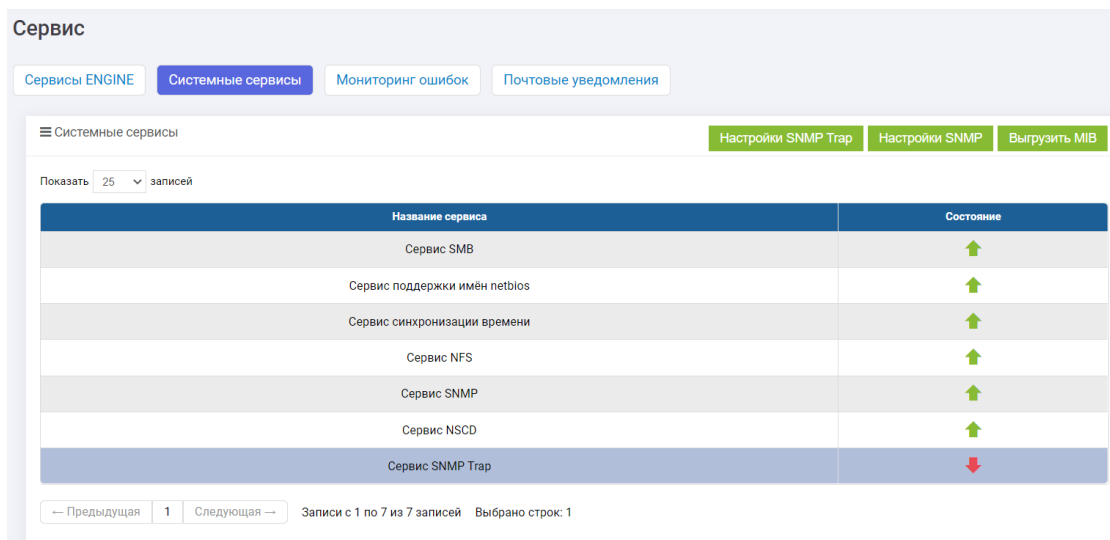 Сервис
Сервисы ENGINE Системные сервисы Мониторинг ошибок Почтовые уведомления
Системные сервисы Настройки SNMP Trap Настройки SNMP Выгрузить MIB
Показать 25 записей
Название сервиса Состояние
Сервис SMB
Сервис поддержки имён netbios
Сервис синхронизации времени
Сервис NFS
Сервис SNMP
Сервис NSCD
Сервис SNMP Trap
← Предыдущая 1 Следующая → Записи с 1 по 7 из 7 записей Выбрано строк: 1